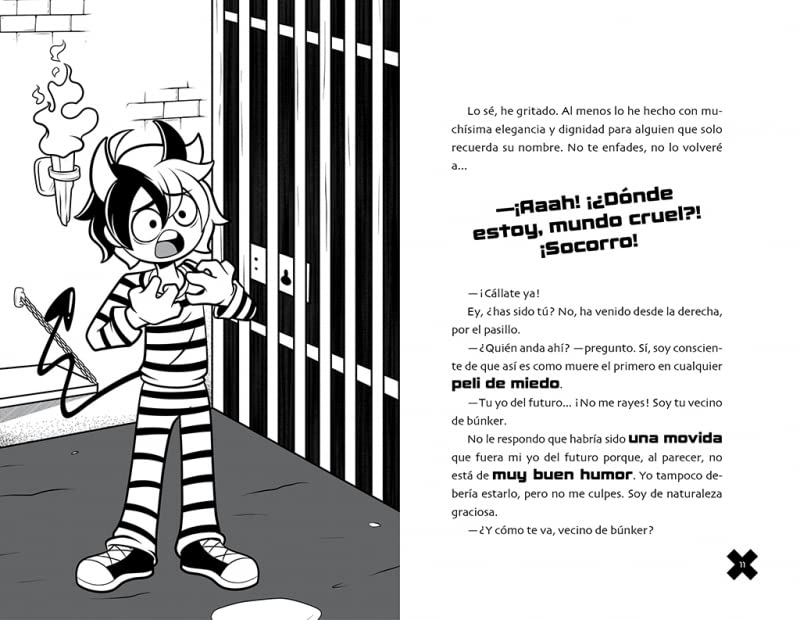 Lo sé, he gritado. Al menos lo he hecho con mu-
chísima elegancia y dignidad para alguien que solo
recuerda su nombre. No te enfades, no lo volveré
a...
—¡Aaah! ¡¿Dónde
estoy, mundo cruel?!
¡Socorro!
—¡Cállate ya!
Ey, ¿has sido tú? No, ha venido desde la derecha,
por el pasillo.
—¿Quién anda ahí? —pregunto. Sí, soy conscien-
te de que así es como muere el primero en cualquier
peli de miedo.
—Tu yo del futuro... ¡No me rayes! Soy tu vecino
de búnker.
No le respondo que habría sido una movida
que fuera mi yo del futuro porque, al parecer, no
está de muy buen humor. Yo tampoco de-
bería estarlo, pero no me culpes. Soy de naturaleza
graciosa.
—¿Y cómo te va, vecino de búnker?
11